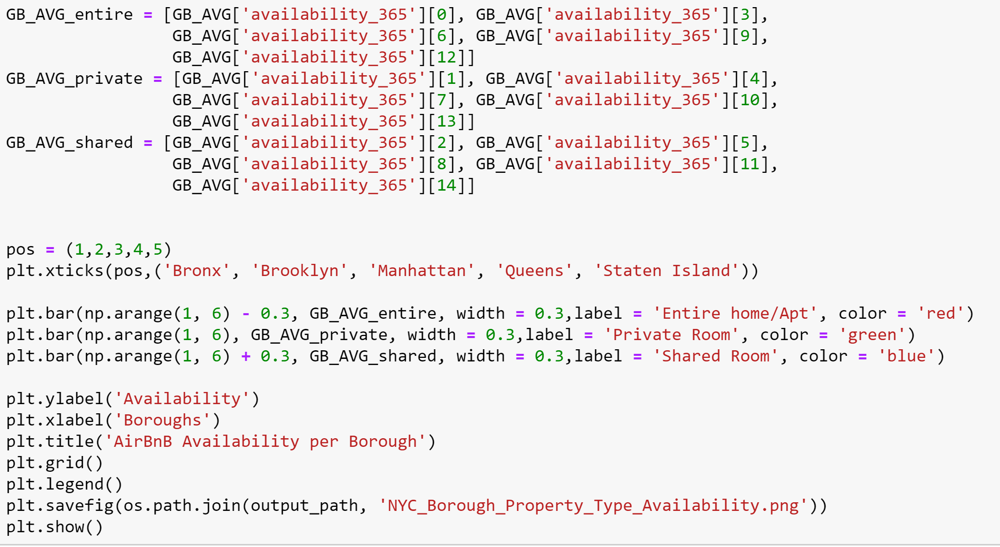 GB_AVG_entire = [GB_AVG['availability_365'][0], GB_AVG['availability_365'][3],
                 GB_AVG['availability_365'][6], GB_AVG['availability_365'][9],
                 GB_AVG['availability_365'][12]]
GB_AVG_private = [GB_AVG['availability_365'][1], GB_AVG['availability_365'][4],
                 GB_AVG['availability_365'][7], GB_AVG['availability_365'][10],
                 GB_AVG['availability_365'][13]]
GB_AVG_shared = [GB_AVG['availability_365'][2], GB_AVG['availability_365'][5],
                 GB_AVG['availability_365'][8], GB_AVG['availability_365'][11],
                 GB_AVG['availability_365'][14]]
pos = (1,2,3,4,5)
plt.xticks(pos,('Bronx', 'Brooklyn', 'Manhattan', 'Queens', 'Staten Island'))
plt.bar(np.arange(1, 6) - 0.3, GB_AVG_entire, width = 0.3,label = 'Entire home/Apt', color = 'red')
plt.bar(np.arange(1, 6), GB_AVG_private, width = 0.3,label = 'Private Room', color = 'green')
plt.bar(np.arange(1, 6) + 0.3, GB_AVG_shared, width = 0.3,label = 'Shared Room', color = 'blue')
plt.ylabel('Availability')
plt.xlabel('Boroughs')
plt.title('AirBnB Availability per Borough')
plt.grid()
plt.legend()
plt.savefig(os.path.join(output_path, 'NYC_Borough_Property_Type_Availability.png'))
plt.show()